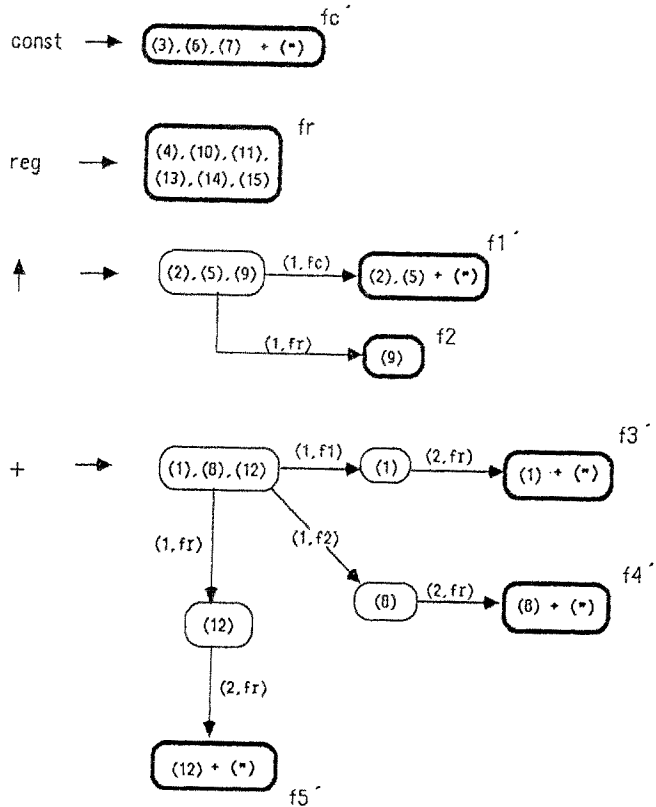 fc´
const → (3),(6),(7) + (")
fr
reg → (4),(10),(11),
(13),(14),(15)
f1´
↑ → (2),(5),(9) (1,fc) (2),(5) + (")
(1,fr) (9) f2
f3´
+ → (1),(8),(12) (1,f1) (1) (2,fr) (1) + (")
(1,fr) (1,f2)
f4´
(8) (2,fr) (8) + (")
(12)
(2,fr)
(12) + (")
f5´